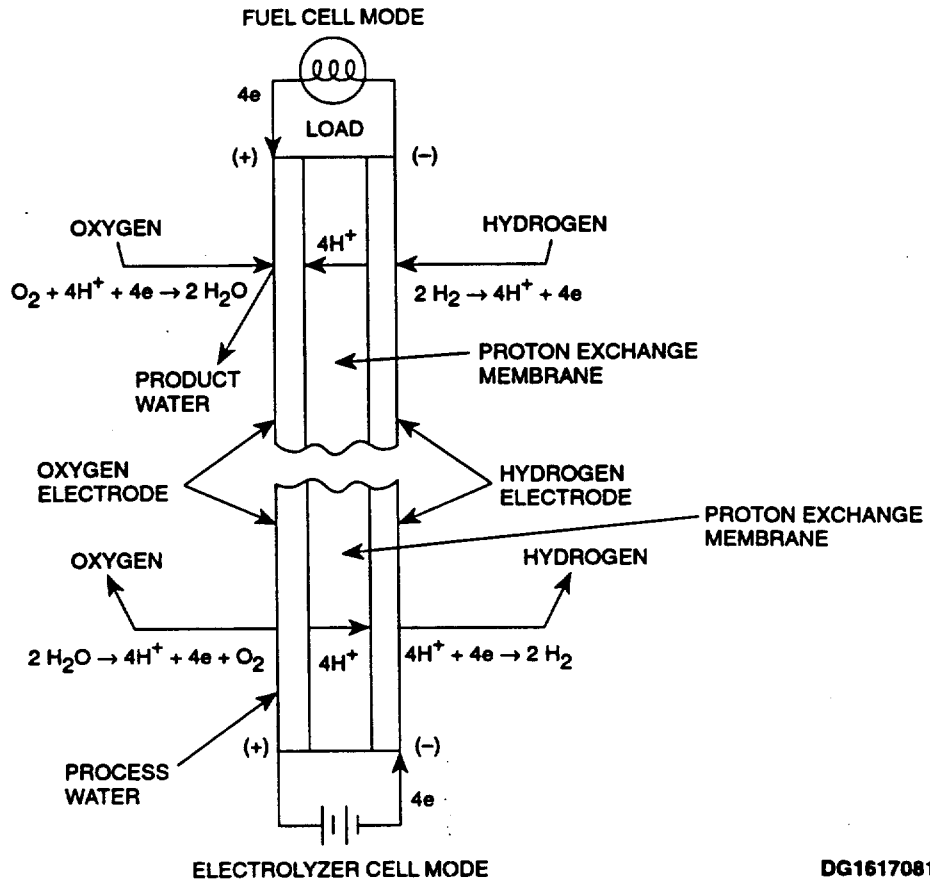 FUEL CELL MODE
4e
LOAD
(+)
(−)
OXYGEN
4H⁺
HYDROGEN
O₂ + 4H⁺ + 4e → 2 H₂O
2 H₂ → 4H⁺ + 4e
PROTON EXCHANGE
MEMBRANE
PRODUCT
WATER
OXYGEN
ELECTRODE
HYDROGEN
ELECTRODE
PROTON EXCHANGE
MEMBRANE
OXYGEN
HYDROGEN
2 H₂O → 4H⁺ + 4e + O₂
4H⁺
4H⁺ + 4e → 2 H₂
(+)
(−)
PROCESS
WATER
4e
ELECTROLYZER CELL MODE
DG1617081